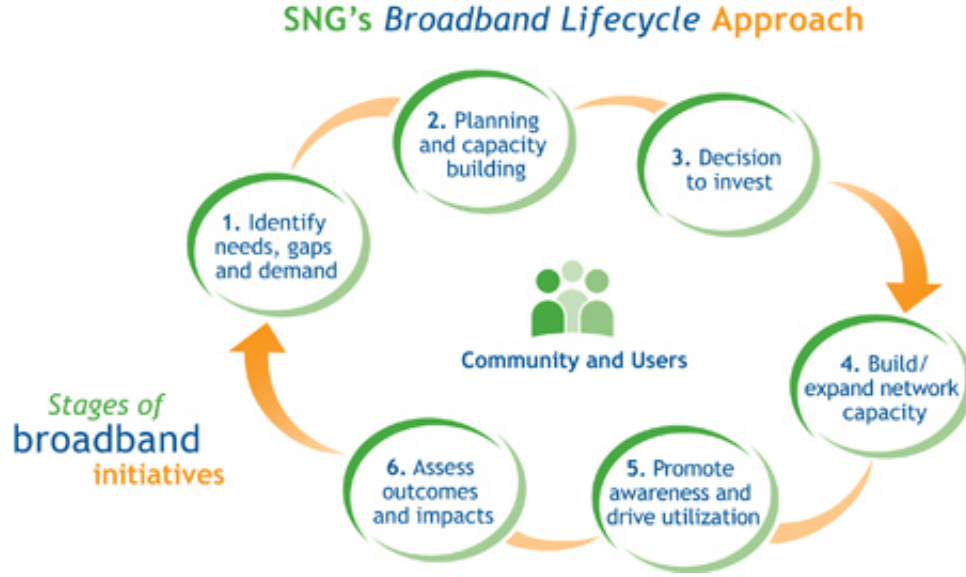 SNG's Broadband Lifecycle Approach
1. Identify
needs, gaps
and demand
2. Planning
and capacity
building
3. Decision
to invest
4. Build/
expand network
capacity
5. Promote
awareness and
drive utilization
6. Assess
outcomes
and impacts
Community and Users
Stages of
broadband
initiatives